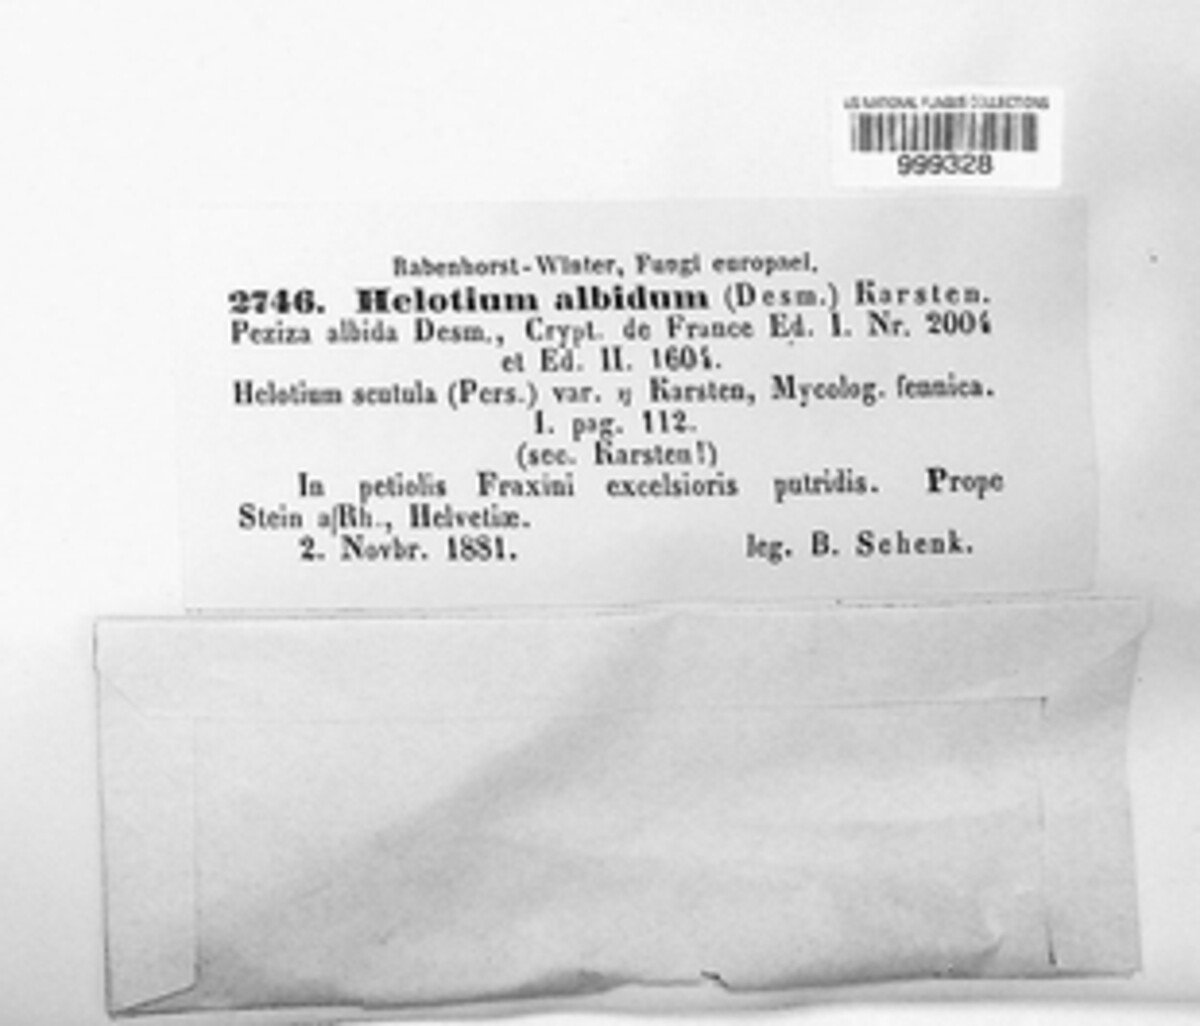 US NATIONAL FUNGUS COLLECTIONS
999328
Rabenhorst-Winter, Fungi europaei.
2746. Helotium albidum (Desm.) Karsten.
Peziza albida Desm., Crypt. de France Ed. I. Nr. 2004
et Ed. II. 1604.
Helotium scutula (Pers.) var. η Karsten, Mycolog. fennica.
I. pag. 112.
(sec. Karsten!)
In petiolis Fraxini excelsioris putridis. Prope
Stein a/Rh., Helvetiæ.
2. Novbr. 1881. leg. B. Schenk.